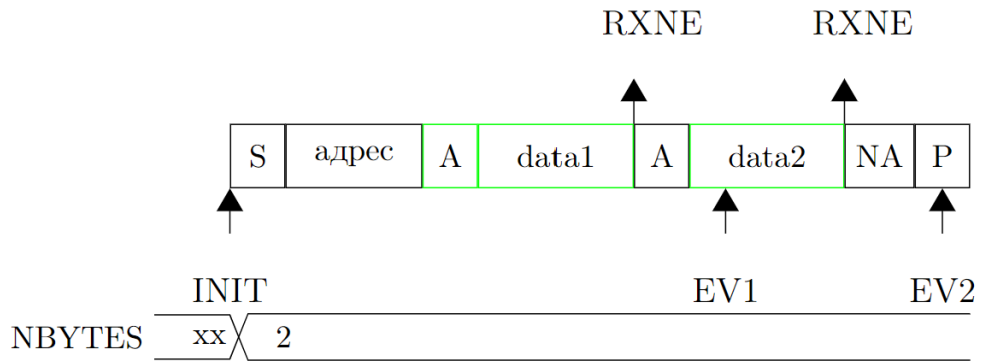 RXNE RXNE
S адрес A data1 A data2 NA P
INIT EV1 EV2
NBYTES xx 2